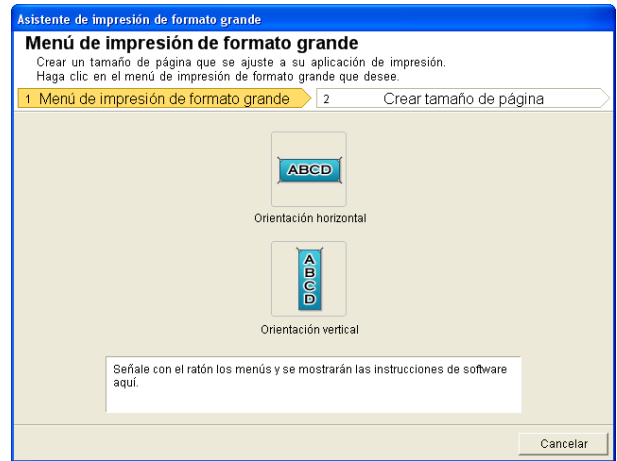 Asistente de impresión de formato grande
Menú de impresión de formato grande
Crear un tamaño de página que se ajuste a su aplicación de impresión.
Haga clic en el menú de impresión de formato grande que desee.
1 Menú de impresión de formato grande 2 Crear tamaño de página
ABCD
Orientación horizontal
A
B
C
D
Orientación vertical
Señale con el ratón los menús y se mostrarán las instrucciones de software
aquí.
Cancelar